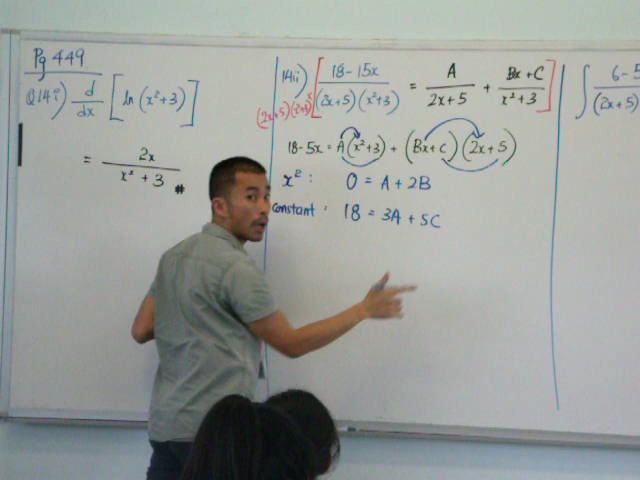 Pg 449
Q14i) d/dx [ln (x²+3)]
= 2x / x² + 3 #
14ii) [18-15x / (2x+5)(x²+3) = A / 2x+5 + Bx+C / x²+3]
(2x+5)(x²+3)x
18-5x = A(x²+3) + (Bx+C)(2x+5)
x² : 0 = A + 2B
constant : 18 = 3A + 5C
∫ 6-5 / (2x+5)